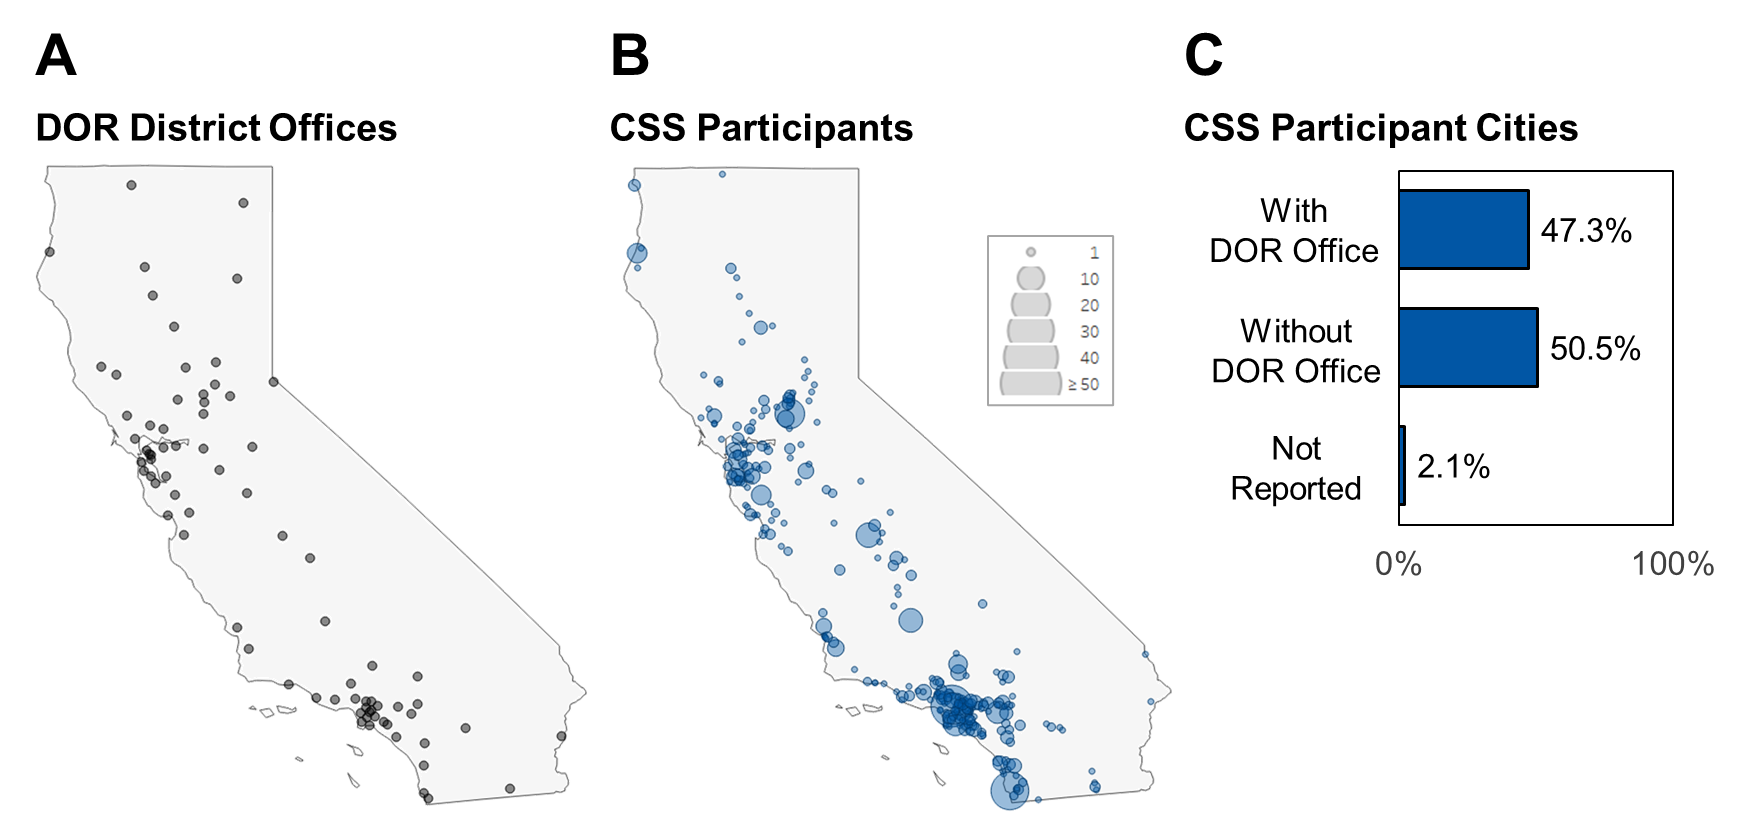 A
DOR District Offices
B
CSS Participants
1
10
20
30
40
≥ 50
C
CSS Participant Cities
With
DOR Office
47.3%
Without
DOR Office
50.5%
Not
Reported
2.1%
0%
100%